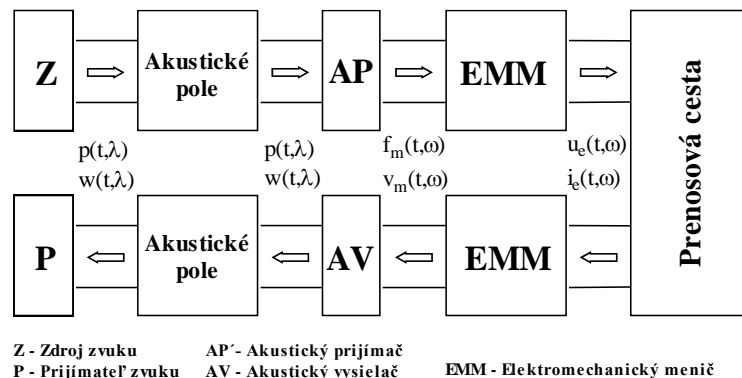 Z
Akustické
pole
AP
EMM
Prenosová cesta
p(t,λ)
w(t,λ)
p(t,λ)
w(t,λ)
f_m(t,ω)
v_m(t,ω)
u_e(t,ω)
i_e(t,ω)
P
Akustické
pole
AV
EMM
Z - Zdroj zvuku
AP´- Akustický prijímač
P - Prijímateľ zvuku
AV - Akustický vysielač
EMM - Elektromechanický menič